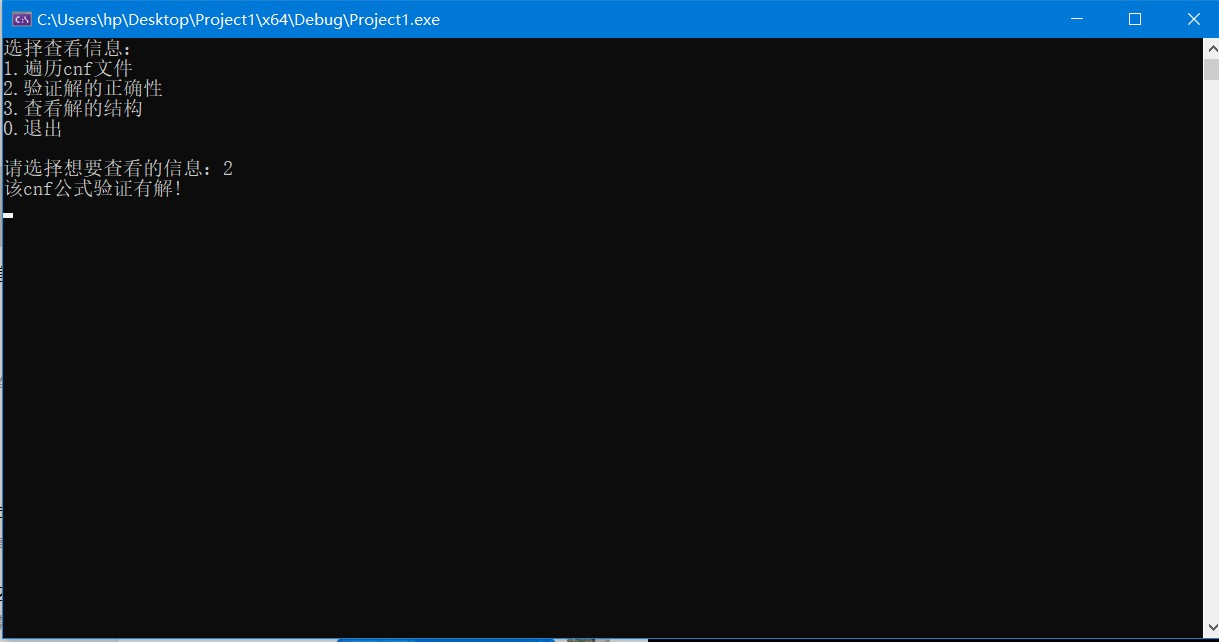 C:\Users\hp\Desktop\Project1\x64\Debug\Project1.exe
选择查看信息：
1.遍历cnf文件
2.验证解的正确性
3.查看解的结构
0.退出
请选择想要查看的信息：2
该cnf公式验证有解!